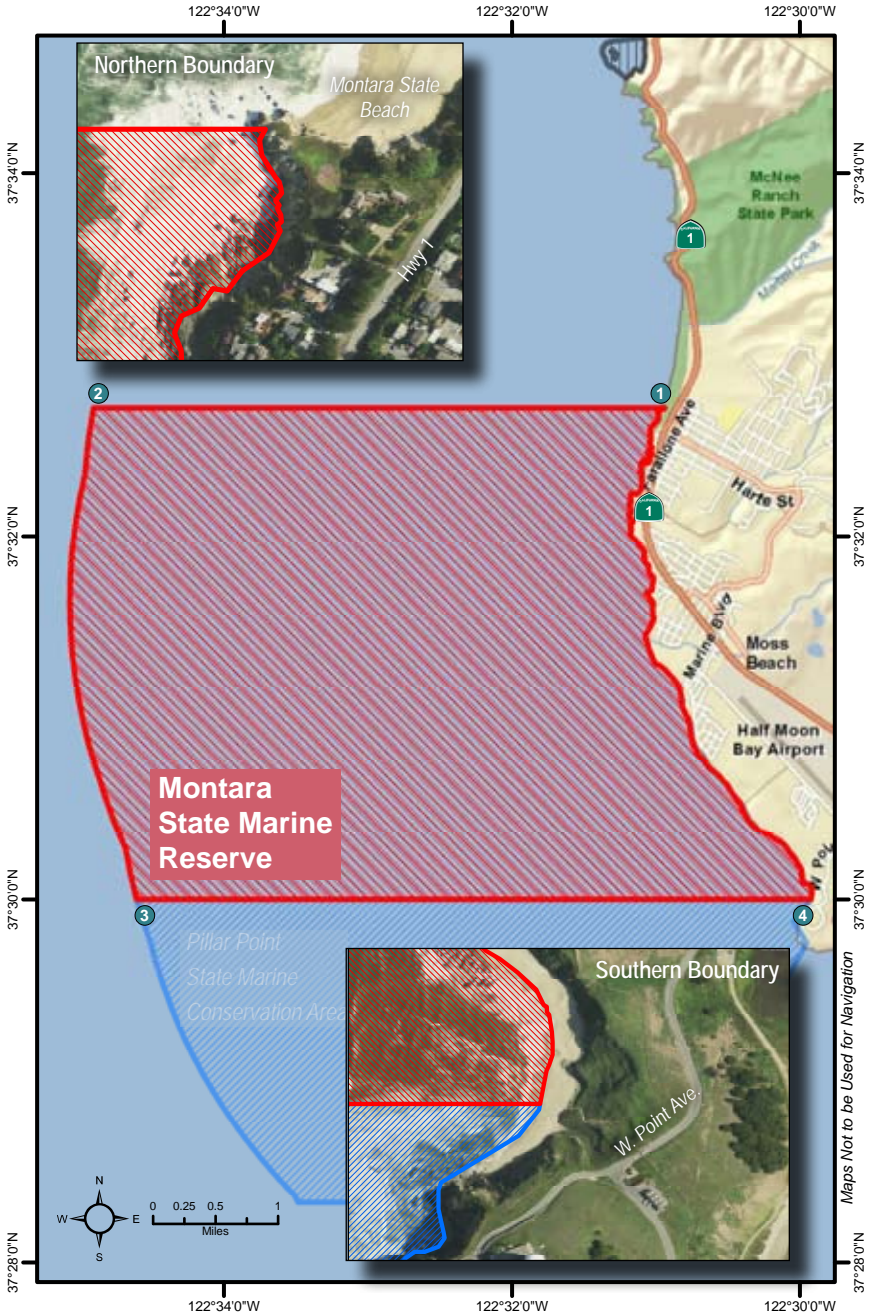 122°34'0"W
122°32'0"W
122°30'0"W
37°34'0"N
37°34'0"N
Northern Boundary
Montara State
Beach
Hwy 1
McNee
Ranch
State Park
1
Martini Creek
2
1
Farallone Ave
1
Harte St
37°32'0"N
37°32'0"N
Marine Blvd
Moss
Beach
Half Moon
Bay Airport
Montara
State Marine
Reserve
W Po
37°30'0"N
37°30'0"N
3
4
Pillar Point
State Marine
Conservation Area
Southern Boundary
W. Point Ave.
Maps Not to be Used for Navigation
N
W
E
S
0
0.25
0.5
1
Miles
37°28'0"N
37°28'0"N
122°34'0"W
122°32'0"W
122°30'0"W